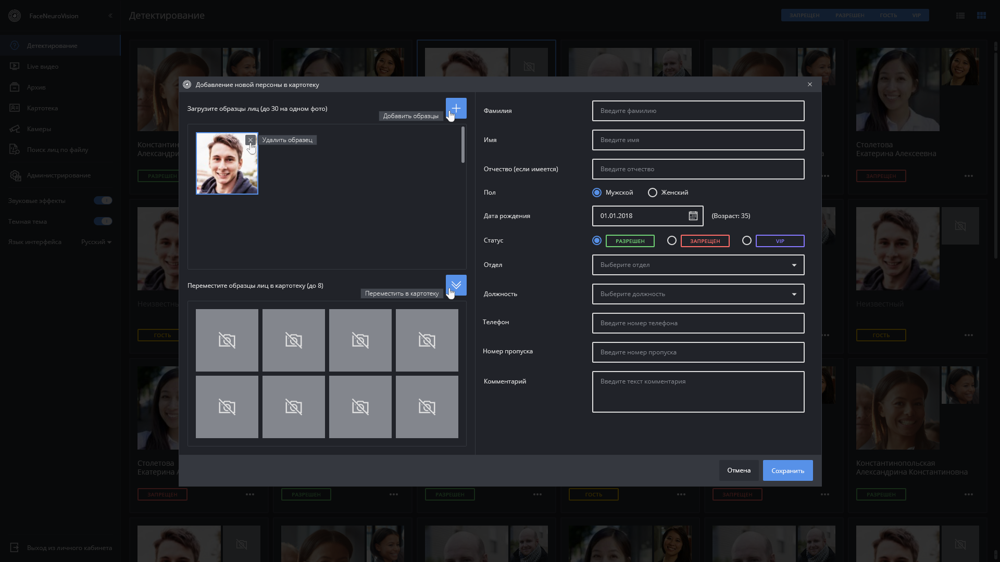 FaceNeuroVision
«
Детектирование
Live видео
Архив
Картотека
Камеры
Поиск лиц по файлу
Администрирование
Звуковые эффекты
Темная тема
Язык интерфейса Русский
Выход из личного кабинета
Детектирование
ЗАПРЕЩЕН РАЗРЕШЕН ГОСТЬ VIP
Добавление новой персоны в картотеку
Загрузите образцы лиц (до 30 на одном фото)
Добавить образцы
Удалить образец
Переместите образцы лиц в картотеку (до 8)
Переместить в картотеку
Фамилия
Введите фамилию
Имя
Введите имя
Отчество (если имеется)
Введите отчество
Пол
Мужской Женский
Дата рождения
01.01.2018 (Возраст: 35)
Статус
РАЗРЕШЕН ЗАПРЕЩЕН VIP
Отдел
Выберите отдел
Должность
Выберите должность
Телефон
Введите номер телефона
Номер пропуска
Введите номер пропуска
Комментарий
Введите текст комментария
Отмена Сохранить
РАЗРЕШЕН
Столетова
Екатерина Алексеевна
ЗАПРЕЩЕН
ГОСТЬ
Неизвестный
ГОСТЬ
Столетова
Екатерина
ЗАПРЕЩЕН
РАЗРЕШЕН
РАЗРЕШЕН
ГОСТЬ
ЗАПРЕЩЕН
Константинопольская
Александрина Константиновна
РАЗРЕШЕН